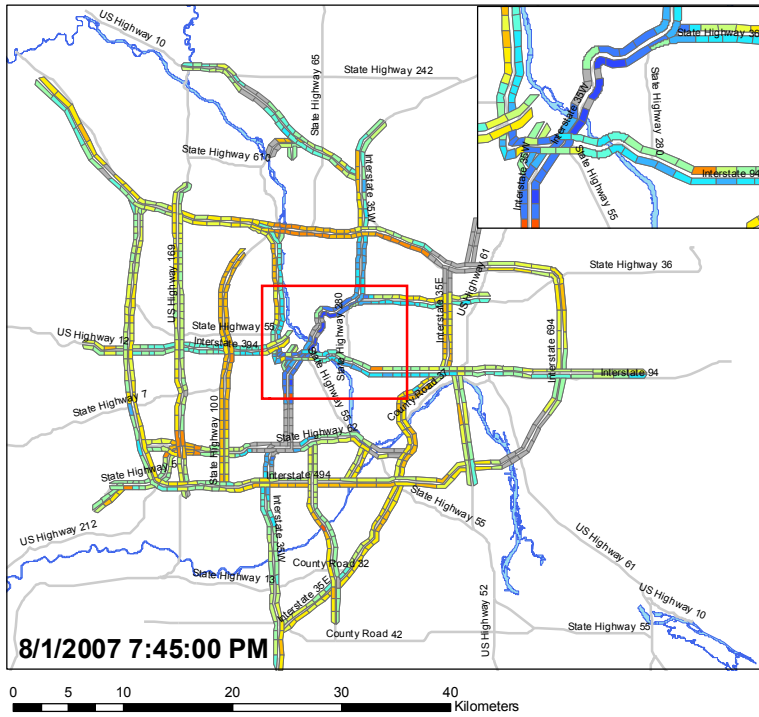 US Highway 10
State Highway 65
State Highway 242
State Highway 36
State Highway 280
Interstate 35W
Interstate 35W
Interstate 94
State Highway 55
State Highway 610
Interstate 35W
US Highway 169
US Highway 61
State Highway 36
Interstate 35E
State Highway 280
State Highway 55
US Highway 12
Interstate 394
Interstate 694
State Highway 55
Interstate 94
County Road 37
State Highway 7
State Highway 100
State Highway 62
State Highway 5
Interstate 494
State Highway 55
US Highway 212
Interstate 35W
US Highway 61
County Road 32
State Highway 13
Interstate 35E
US Highway 52
US Highway 10
State Highway 55
County Road 42
8/1/2007 7:45:00 PM
0 5 10 20 30 40
Kilometers